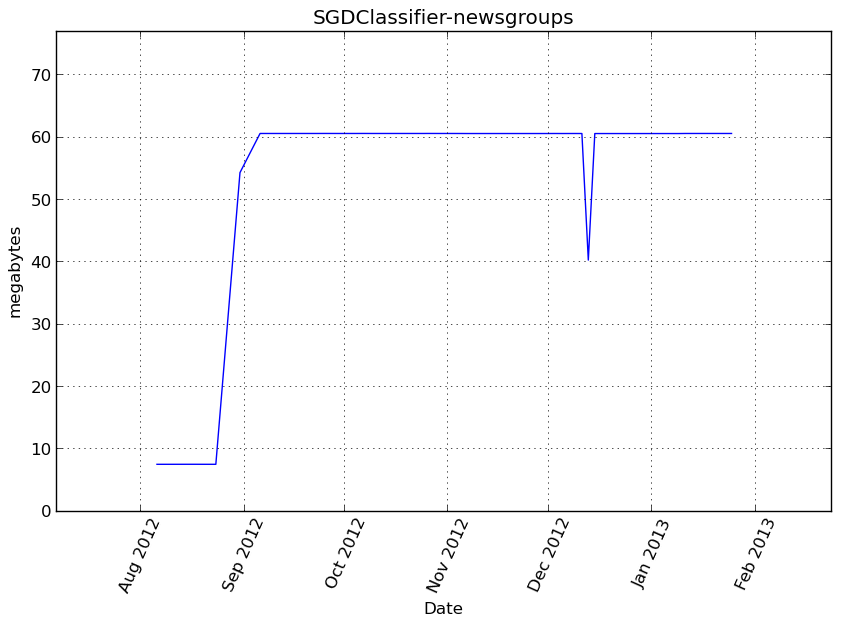 SGDClassifier-newsgroups
70
60
50
40
30
20
10
0
megabytes
Aug 2012
Sep 2012
Oct 2012
Nov 2012
Dec 2012
Jan 2013
Feb 2013
Date